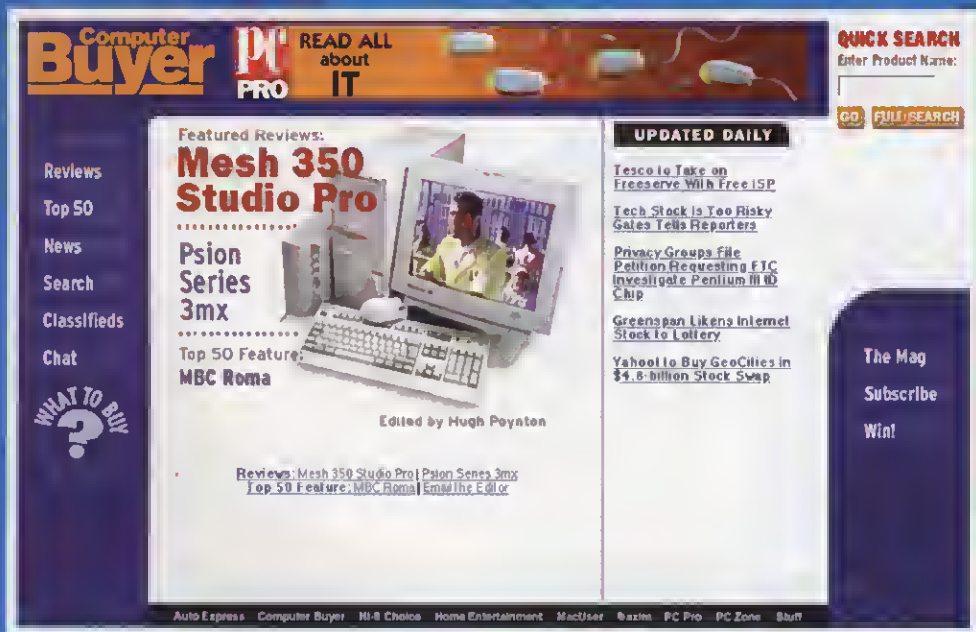 Computer
Buyer
PC
PRO
READ ALL
about
IT
QUICK SEARCH
Enter Product Name:
GO FULL SEARCH
Reviews
Top 50
News
Search
Classifieds
Chat
WHAT TO BUY
?
Featured Reviews:
Mesh 350
Studio Pro
Psion
Series
3mx
Top 50 Feature:
MBC Roma
Edited by Hugh Poynton
Reviews: Mesh 350 Studio Pro | Psion Series 3mx
Top 50 Feature: MBC Roma | Email the Editor
UPDATED DAILY
Tesco to Take on
Freeserve With Free ISP
Tech Stock Is Too Risky
Gates Tells Reporters
Privacy Groups File
Petition Requesting FTC
Investigate Pentium III ID
Chip
Greenspan Likens Internet
Stock to Lottery
Yahoo! to Buy GeoCities in
$4.6-billion Stock Swap
The Mag
Subscribe
Win!
Auto Express Computer Buyer Hi-fi Choice Home Entertainment MacUser Maxim PC Pro PC Zone Stuff